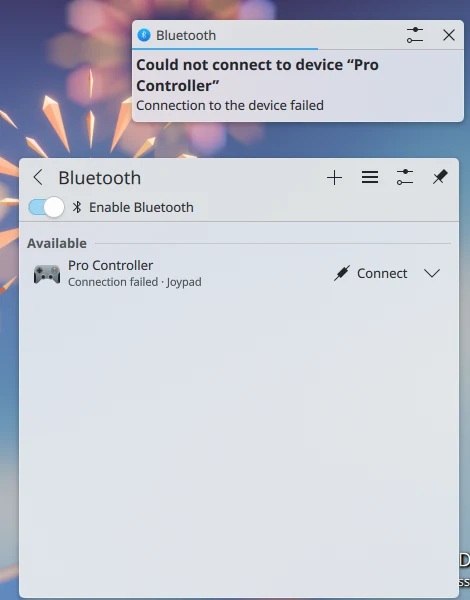 Bluetooth
Could not connect to device “Pro
Controller”
Connection to the device failed
Bluetooth
Enable Bluetooth
Available
Pro Controller
Connect
Connection failed · Joypad